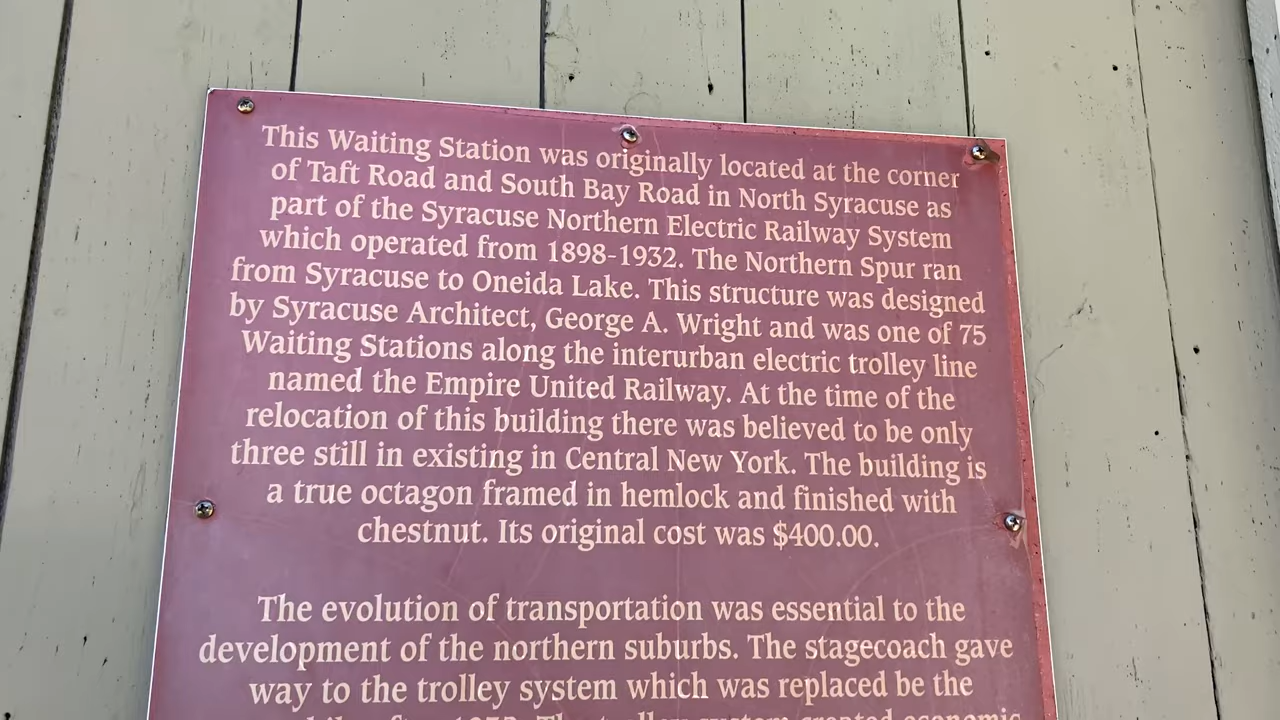 This Waiting Station was originally located at the corner
of Taft Road and South Bay Road in North Syracuse as
part of the Syracuse Northern Electric Railway System
which operated from 1898-1932. The Northern Spur ran
from Syracuse to Oneida Lake. This structure was designed
by Syracuse Architect, George A. Wright and was one of 75
Waiting Stations along the interurban electric trolley line
named the Empire United Railway. At the time of the
relocation of this building there was believed to be only
three still in existing in Central New York. The building is
a true octagon framed in hemlock and finished with
chestnut. Its original cost was $400.00.
The evolution of transportation was essential to the
development of the northern suburbs. The stagecoach gave
way to the trolley system which was replaced be the
The trolley system created economic